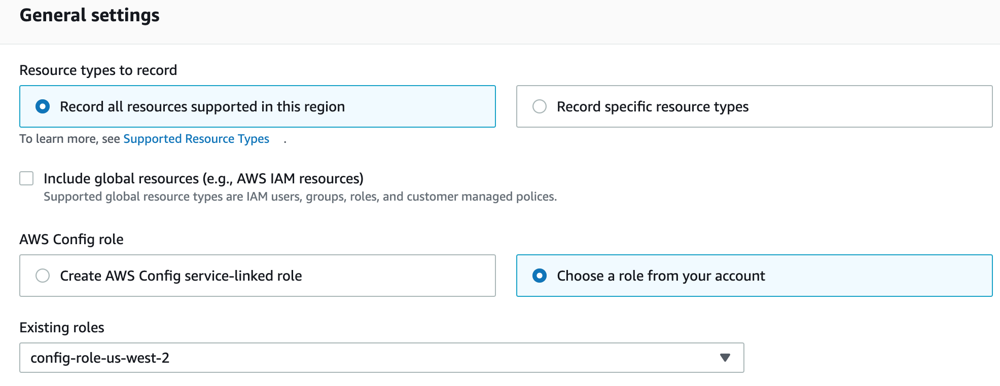 General settings
Resource types to record
Record all resources supported in this region
Record specific resource types
To learn more, see Supported Resource Types .
Include global resources (e.g., AWS IAM resources)
Supported global resource types are IAM users, groups, roles, and customer managed polices.
AWS Config role
Create AWS Config service-linked role
Choose a role from your account
Existing roles
config-role-us-west-2